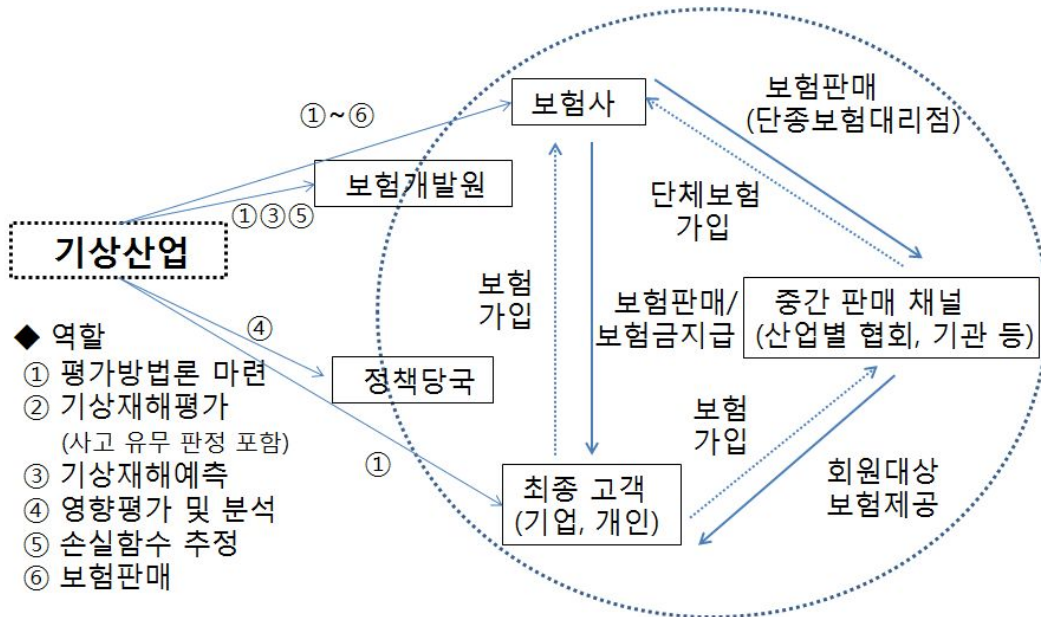 보험사
보험판매
(단종보험대리점)
①~⑥
보험개발원
①③⑤
단체보험
가입
기상산업
보험
가입
보험판매/
보험금지급
중간 판매 채널
(산업별 협회, 기관 등)
④
정책당국
보험
가입
①
최종 고객
(기업, 개인)
회원대상
보험제공
◆ 역할
① 평가방법론 마련
② 기상재해평가
(사고 유무 판정 포함)
③ 기상재해예측
④ 영향평가 및 분석
⑤ 손실함수 추정
⑥ 보험판매